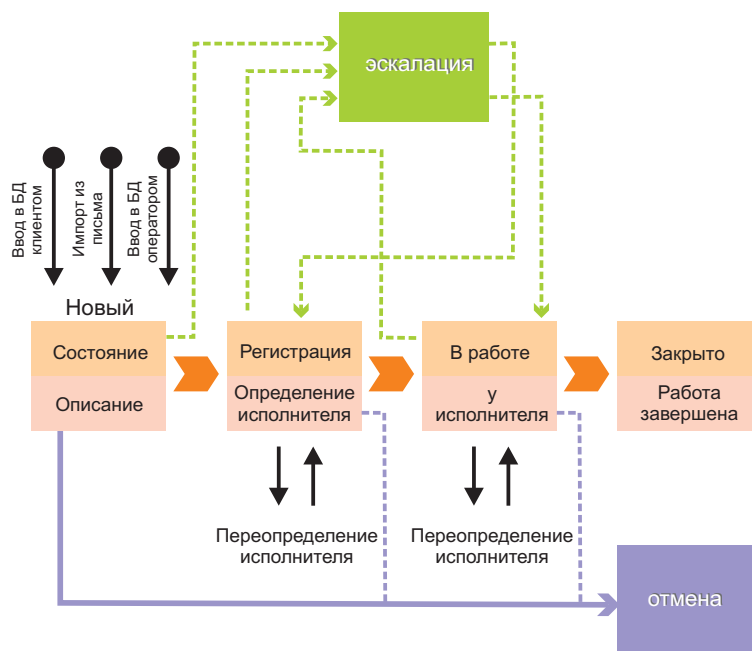 эскалация
Ввод в БД
клиентом
Импорт из
письма
Ввод в БД
оператором
Новый
Состояние
Описание
Регистрация
Определение
исполнителя
В работе
у
исполнителя
Закрыто
Работа
завершена
Переопределение
исполнителя
Переопределение
исполнителя
отмена